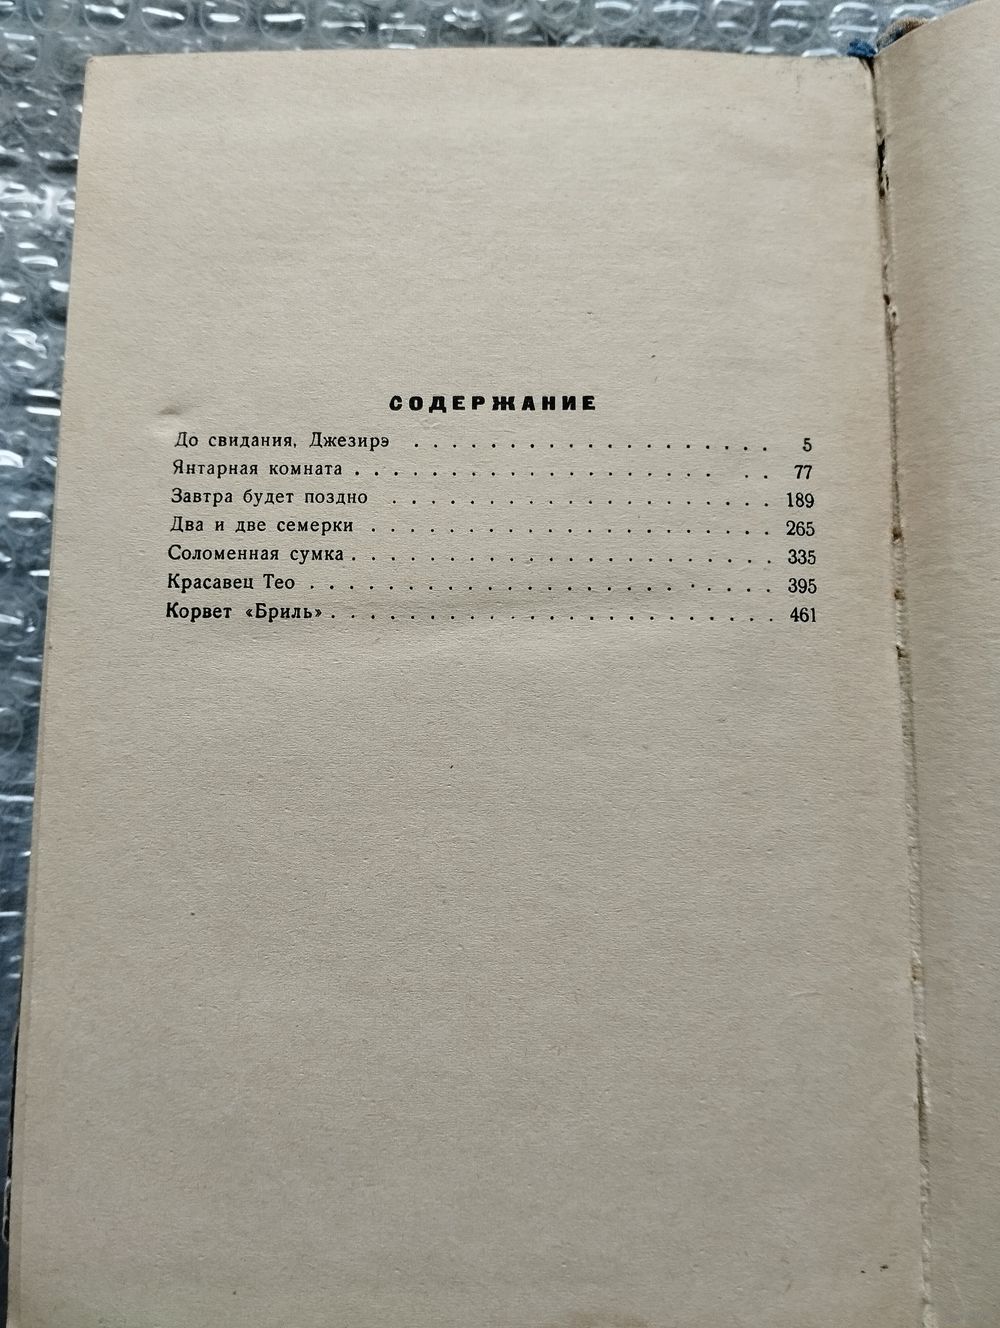 СОДЕРЖАНИЕ
До свидания, Джезирэ . . . . . . . . . . . . . . . . . . . 5
Янтарная комната . . . . . . . . . . . . . . . . . . . . 77
Завтра будет поздно . . . . . . . . . . . . . . . . . . . . 189
Два и две семерки . . . . . . . . . . . . . . . . . . . . . 265
Соломенная сумка . . . . . . . . . . . . . . . . . . . . . . 335
Красавец Тео . . . . . . . . . . . . . . . . . . . . . . . . 395
Корвет «Бриль» . . . . . . . . . . . . . . . . . . . . . . . 461